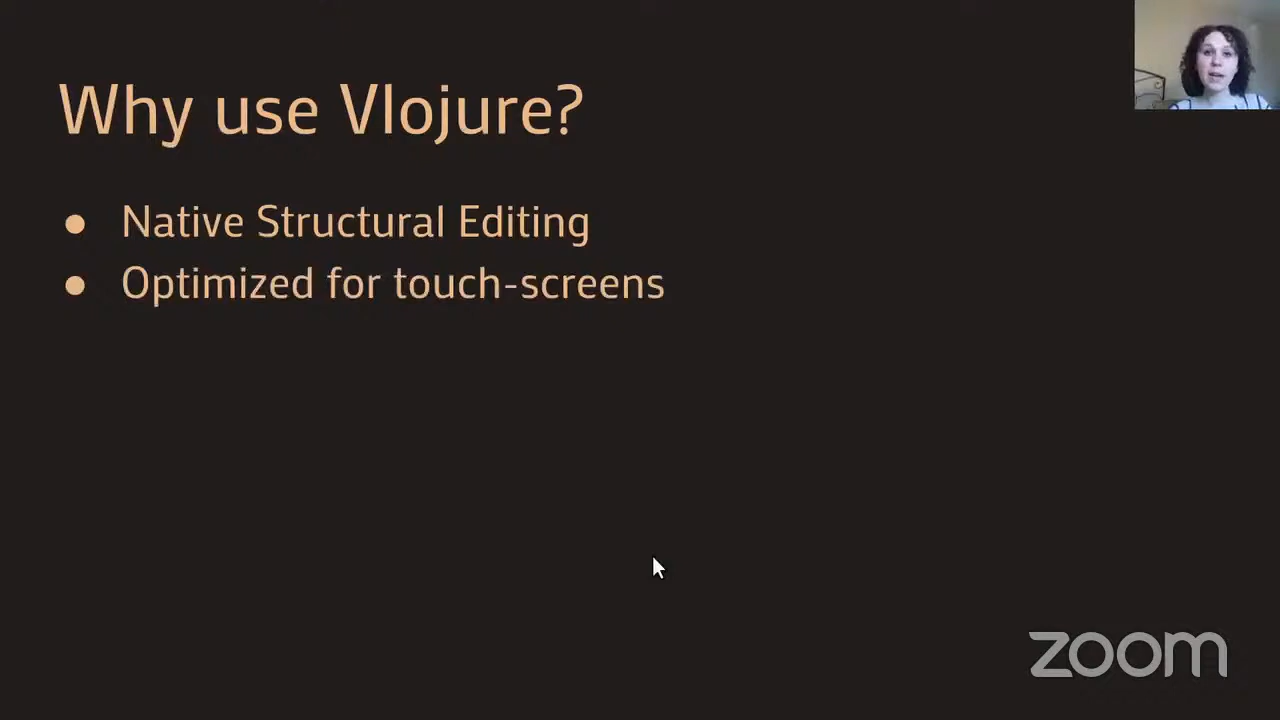 Why use Vlojure?
● Native Structural Editing
● Optimized for touch-screens
zoom